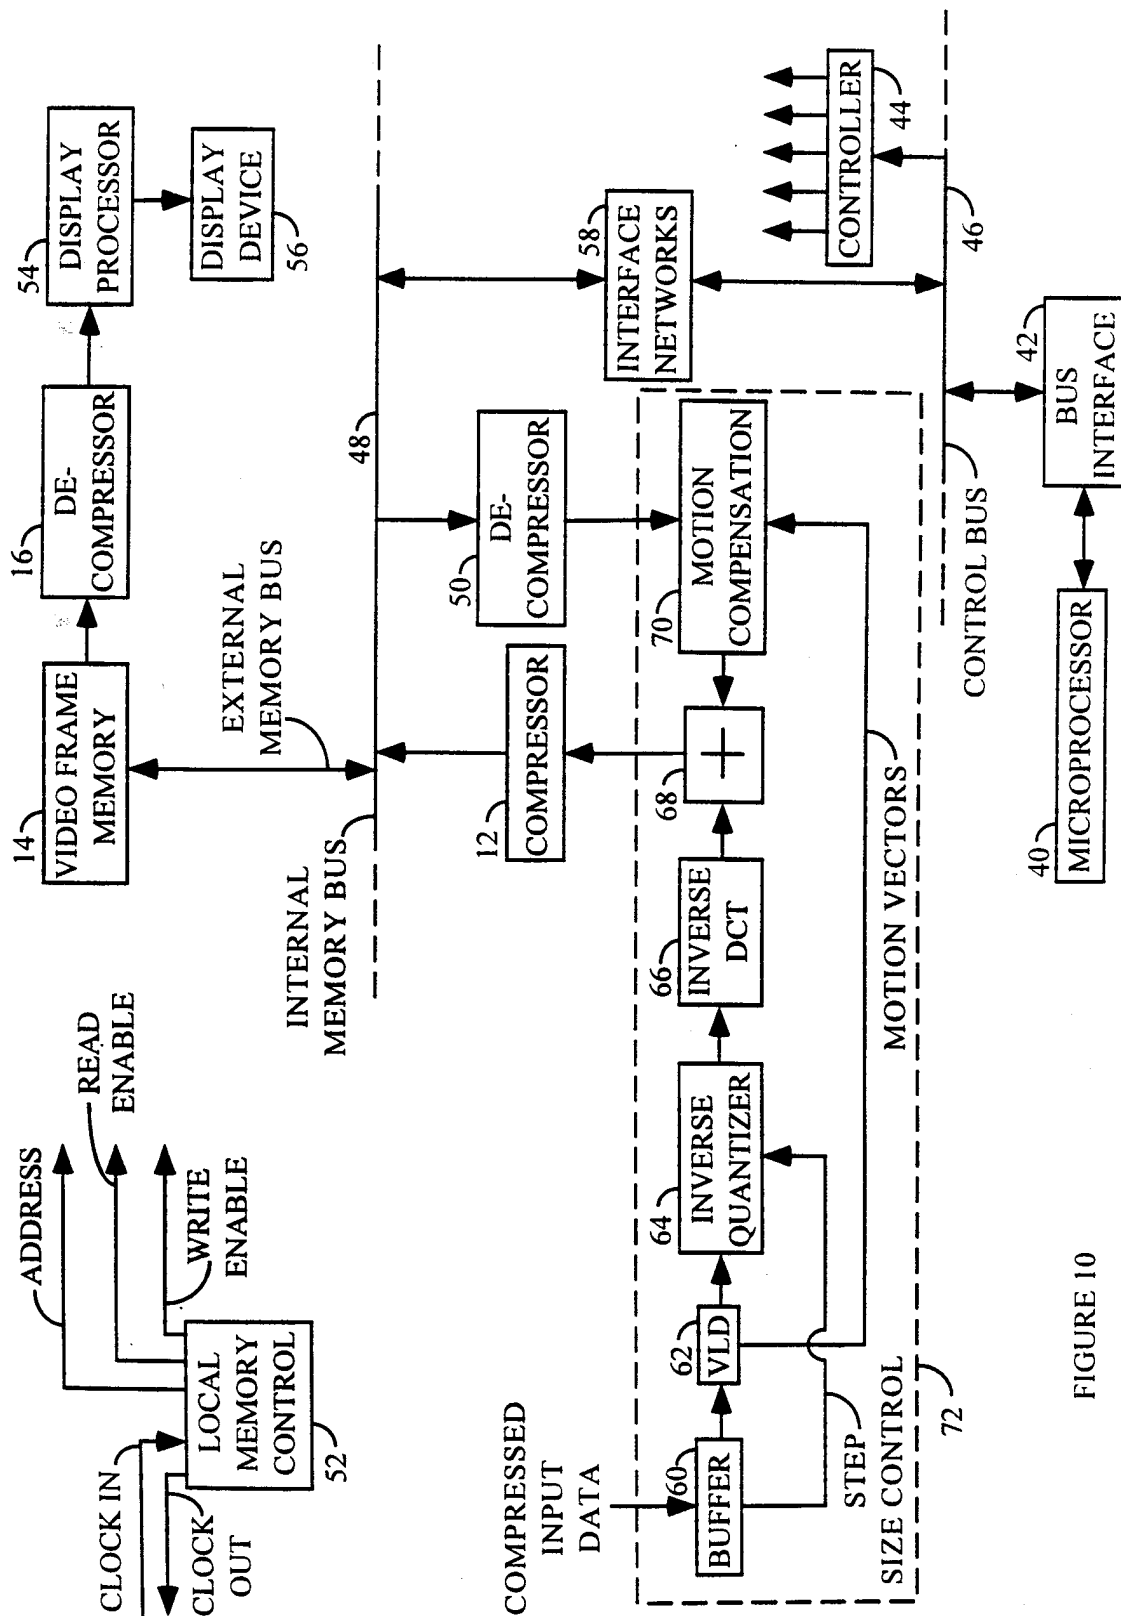 CLOCK IN
CLOCK
OUT
ADDRESS
READ
ENABLE
WRITE
ENABLE
LOCAL
MEMORY
CONTROL
52
14
VIDEO FRAME
MEMORY
16
DE-
COMPRESSOR
54
DISPLAY
PROCESSOR
DISPLAY
DEVICE
56
EXTERNAL
MEMORY BUS
INTERNAL
MEMORY BUS
48
COMPRESSED
INPUT
DATA
12
COMPRESSOR
50
DE-
COMPRESSOR
58
INTERFACE
NETWORKS
CONTROLLER
44
60
BUFFER
62
VLD
64
INVERSE
QUANTIZER
66
INVERSE
DCT
68
+
70
MOTION
COMPENSATION
STEP
SIZE CONTROL
MOTION VECTORS
72
CONTROL BUS
46
40
MICROPROCESSOR
42
BUS
INTERFACE
FIGURE 10